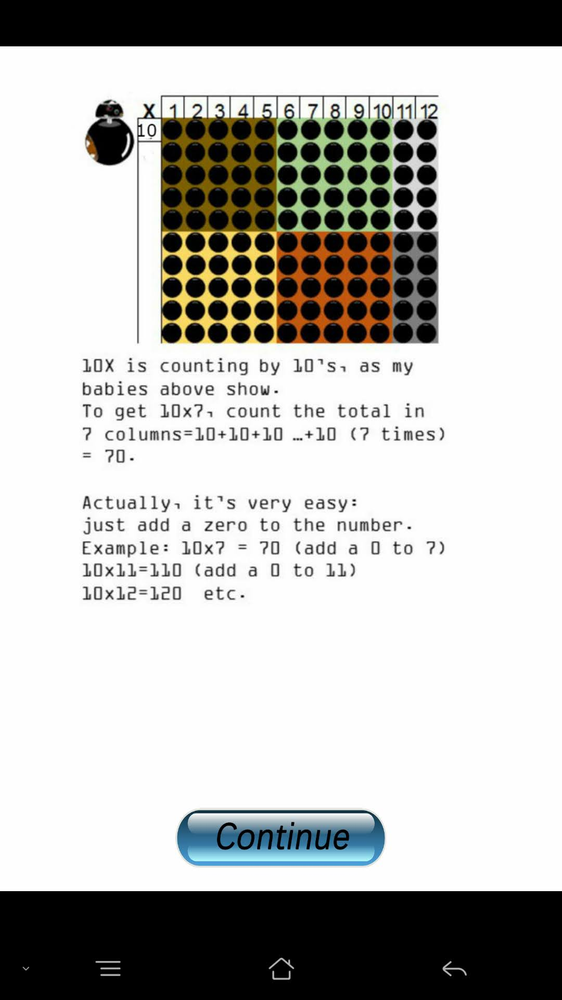 X 1 2 3 4 5 6 7 8 9 10 11 12
10
10X is counting by 10's, as my
babies above show.
To get 10x7, count the total in
7 columns=10+10+10 …+10 (7 times)
= 70.
Actually, it's very easy:
just add a zero to the number.
Example: 10x7 = 70 (add a 0 to 7)
10x11=110 (add a 0 to 11)
10x12=120 etc.
Continue